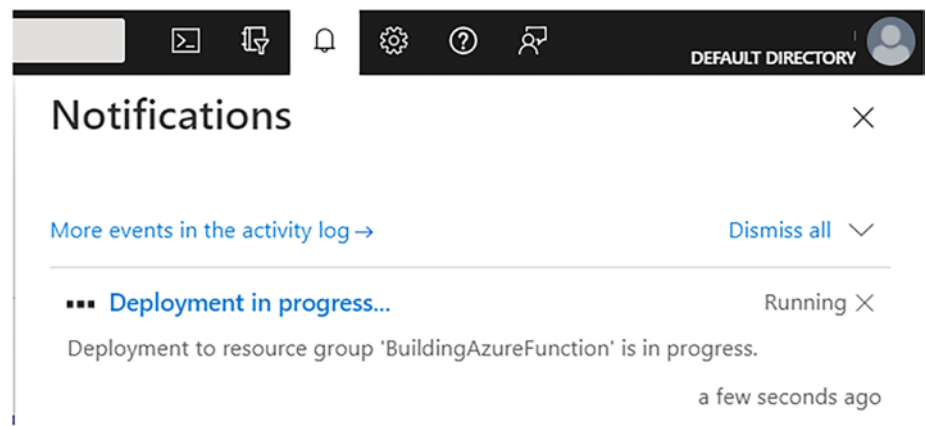 DEFAULT DIRECTORY
Notifications
More events in the activity log →
Dismiss all
Deployment in progress...
Running
Deployment to resource group 'BuildingAzureFunction' is in progress.
a few seconds ago